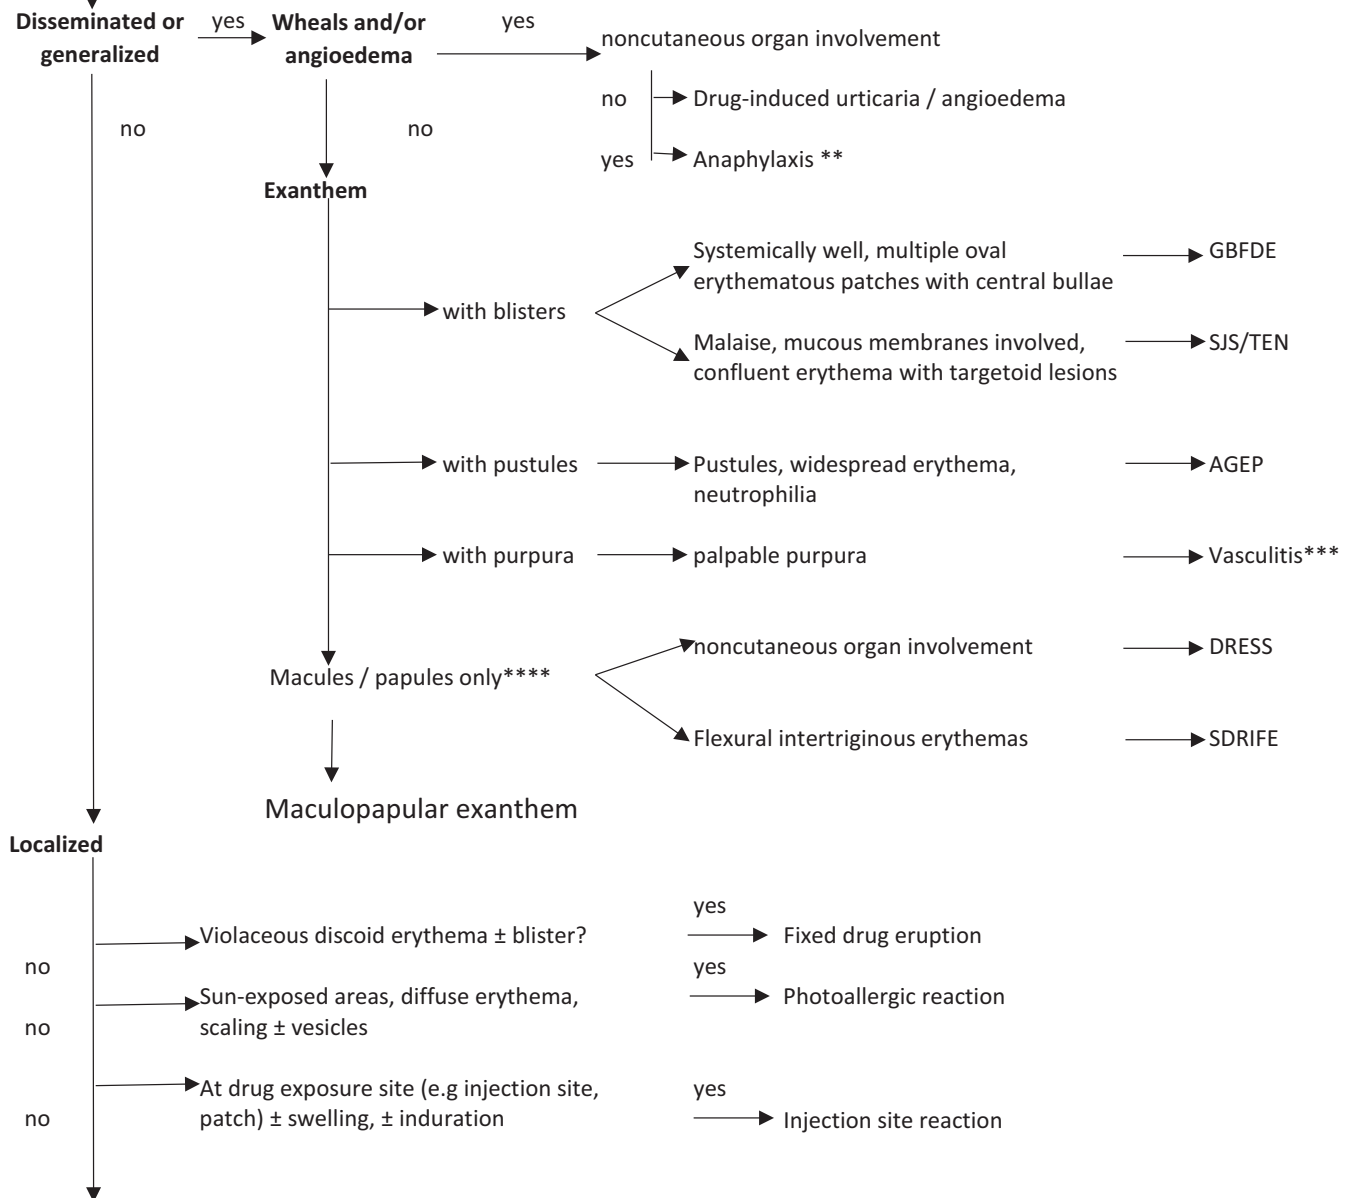 Disseminated or
generalized
yes
Wheals and/or
angioedema
yes
noncutaneous organ involvement
no
Drug-induced urticaria / angioedema
no
no
yes
Anaphylaxis **
Exanthem
Systemically well, multiple oval
erythematous patches with central bullae
GBFDE
with blisters
Malaise, mucous membranes involved,
confluent erythema with targetoid lesions
SJS/TEN
with pustules
Pustules, widespread erythema,
neutrophilia
AGEP
with purpura
palpable purpura
Vasculitis***
noncutaneous organ involvement
DRESS
Macules / papules only****
Flexural intertriginous erythemas
SDRIFE
Maculopapular exanthem
Localized
Violaceous discoid erythema ± blister?
yes
Fixed drug eruption
no
Sun-exposed areas, diffuse erythema,
scaling ± vesicles
yes
Photoallergic reaction
no
At drug exposure site (e.g injection site,
patch) ± swelling, ± induration
yes
Injection site reaction
no